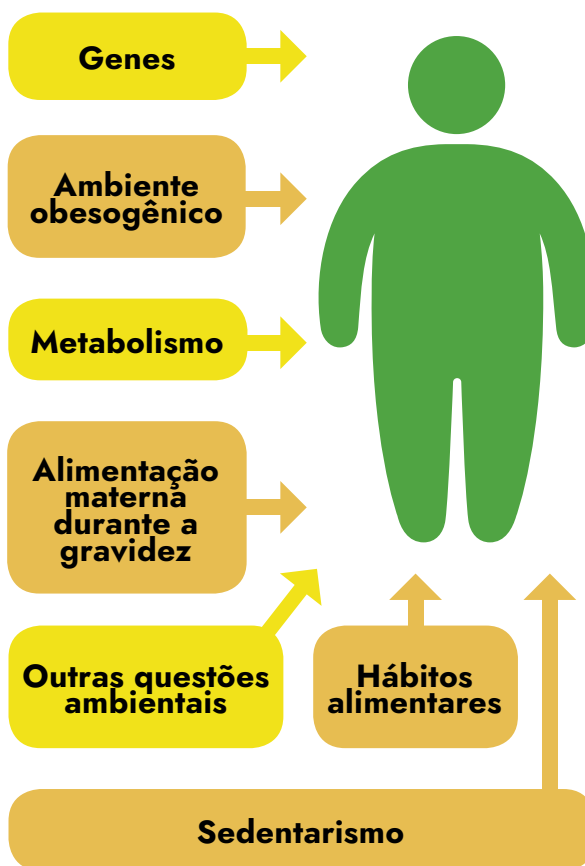 Genes
Ambiente
obesogênico
Metabolismo
Alimentação
materna
durante a
gravidez
Outras questões
ambientais
Hábitos
alimentares
Sedentarismo